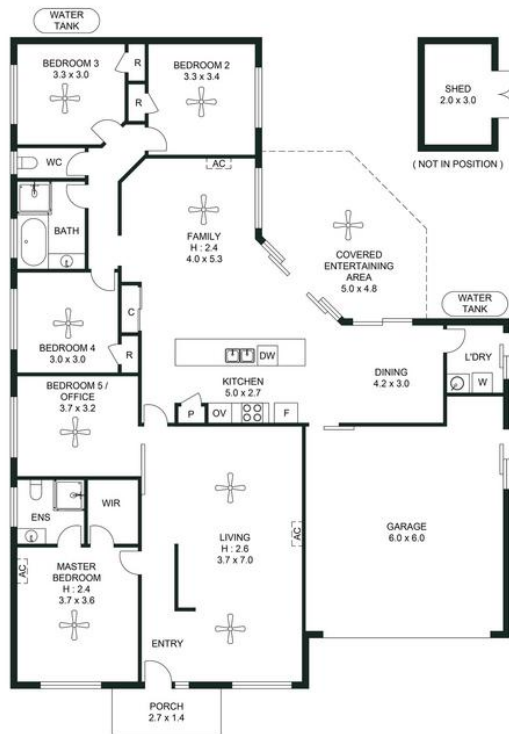 WATER
TANK
BEDROOM 3
3.3 x 3.0
R
BEDROOM 2
3.3 x 3.4
R
SHED
2.0 x 3.0
( NOT IN POSITION )
WC
AC
BATH
FAMILY
H : 2.4
4.0 x 5.3
COVERED
ENTERTAINING
AREA
5.0 x 4.8
WATER
TANK
C
BEDROOM 4
3.0 x 3.0
R
DW
L'DRY
W
KITCHEN
5.0 x 2.7
DINING
4.2 x 3.0
BEDROOM 5 /
OFFICE
3.7 x 3.2
P
OV
F
ENS
WIR
LIVING
H : 2.6
3.7 x 7.0
AC
GARAGE
6.0 x 6.0
AC
MASTER
BEDROOM
H : 2.4
3.7 x 3.6
ENTRY
PORCH
2.7 x 1.4